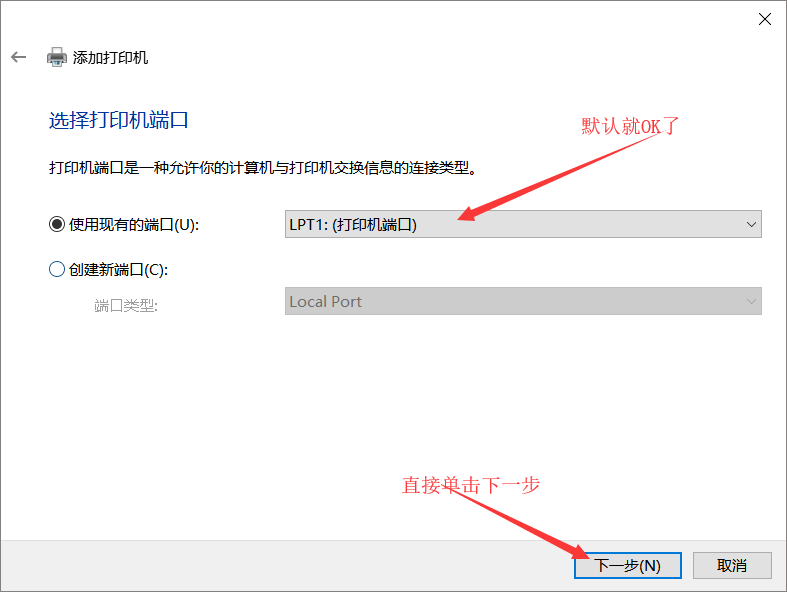 添加打印机
选择打印机端口
默认就OK了
打印机端口是一种允许你的计算机与打印机交换信息的连接类型。
使用现有的端口(U): LPT1: (打印机端口)
创建新端口(C):
端口类型: Local Port
直接单击下一步
下一步(N) 取消